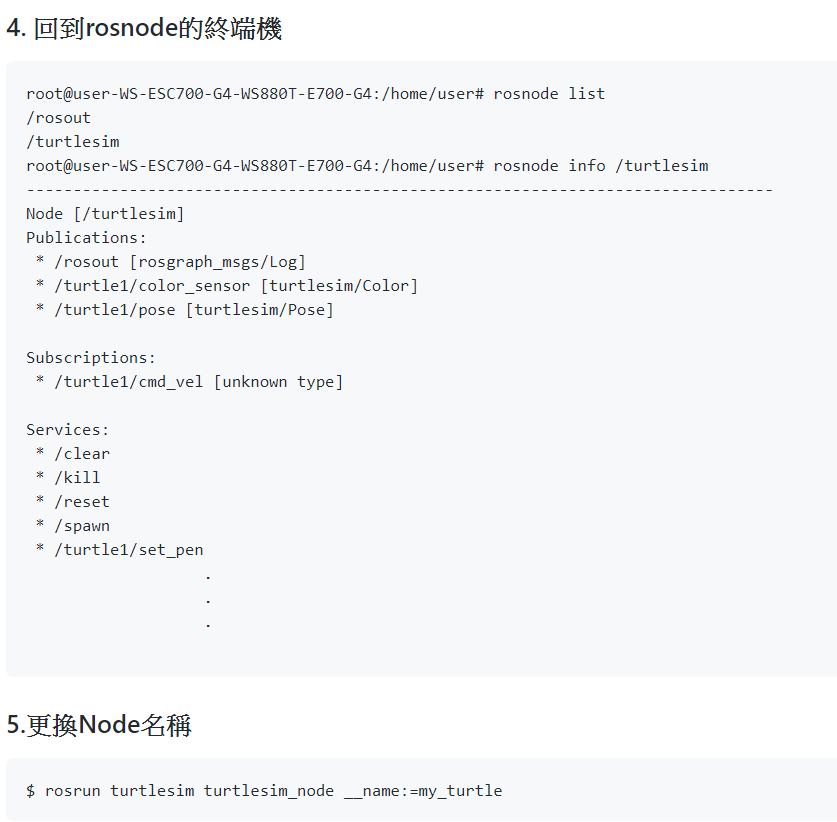 4. 回到rosnode的終端機
root@user-WS-ESC700-G4-WS880T-E700-G4:/home/user# rosnode list
/rosout
/turtlesim
root@user-WS-ESC700-G4-WS880T-E700-G4:/home/user# rosnode info /turtlesim
--------------------------------------------------------------------------------
Node [/turtlesim]
Publications:
 * /rosout [rosgraph_msgs/Log]
 * /turtle1/color_sensor [turtlesim/Color]
 * /turtle1/pose [turtlesim/Pose]
Subscriptions:
 * /turtle1/cmd_vel [unknown type]
Services:
 * /clear
 * /kill
 * /reset
 * /spawn
 * /turtle1/set_pen
.
.
.
5.更換Node名稱
$ rosrun turtlesim turtlesim_node __name:=my_turtle